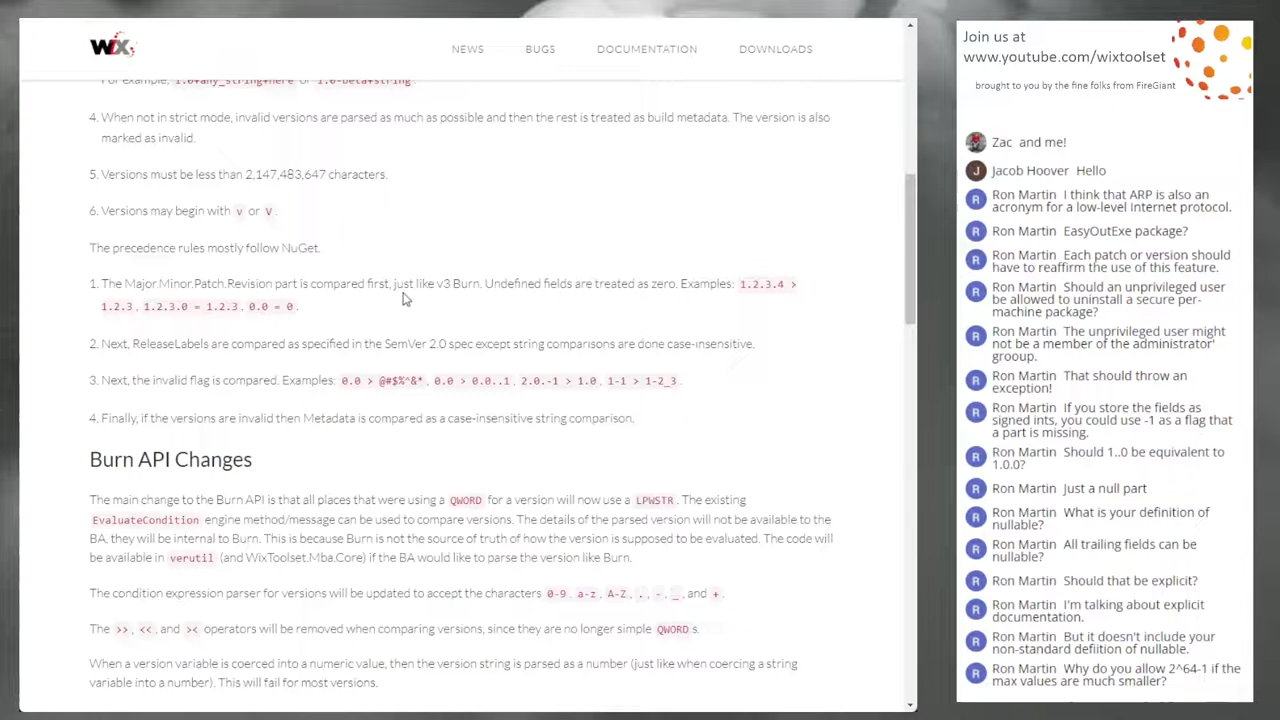 WiX
NEWS
BUGS
DOCUMENTATION
DOWNLOADS
For example, 1.0+any_string+here or 1.0-beta+string.
4. When not in strict mode, invalid versions are parsed as much as possible and then the rest is treated as build metadata. The version is also
marked as invalid.
5. Versions must be less than 2,147,483,647 characters.
6. Versions may begin with v or V.
The precedence rules mostly follow NuGet.
1. The Major.Minor.Patch.Revision part is compared first, just like v3 Burn. Undefined fields are treated as zero. Examples: 1.2.3.4 >
1.2.3, 1.2.3.0 = 1.2.3, 0.0 = 0.
2. Next, ReleaseLabels are compared as specified in the SemVer 2.0 spec except string comparisons are done case-insensitive.
3. Next, the invalid flag is compared. Examples: 0.0 > @#$%^&*, 0.0 > 0.0..1, 2.0.-1 > 1.0, 1-1 > 1-2_3.
4. Finally, if the versions are invalid then Metadata is compared as a case-insensitive string comparison.
Burn API Changes
The main change to the Burn API is that all places that were using a QWORD for a version will now use a LPWSTR. The existing
EvaluateCondition engine method/message can be used to compare versions. The details of the parsed version will not be available to the
BA, they will be internal to Burn. This is because Burn is not the source of truth of how the version is supposed to be evaluated. The code will
be available in verutil (and WixToolset.Mba.Core) if the BA would like to parse the version like Burn.
The condition expression parser for versions will be updated to accept the characters 0-9, a-z, A-Z, ., -, _, and +.
The >>, <<, and >< operators will be removed when comparing versions, since they are no longer simple QWORDs.
When a version variable is coerced into a numeric value, then the version string is parsed as a number (just like when coercing a string
variable into a number). This will fail for most versions.
Join us at
www.youtube.com/wixtoolset
brought to you by the fine folks from FireGiant
Zac and me!
J Jacob Hoover Hello
R Ron Martin I think that ARP is also an
acronym for a low-level Internet protocol.
R Ron Martin EasyOutExe package?
R Ron Martin Each patch or version should
have to reaffirm the use of this feature.
R Ron Martin Should an unprivileged user
be allowed to uninstall a secure per-
machine package?
R Ron Martin The unprivileged user might
not be a member of the administrator'
grooup.
R Ron Martin That should throw an
exception!
R Ron Martin If you store the fields as
signed ints, you could use -1 as a flag that
a part is missing.
R Ron Martin Should 1..0 be equivalent to
1.0.0?
R Ron Martin Just a null part
R Ron Martin What is your definition of
nullable?
R Ron Martin All trailing fields can be
nullable?
R Ron Martin Should that be explicit?
R Ron Martin I'm talking about explicit
documentation.
R Ron Martin But it doesn't include your
non-standard defiition of nullable.
R Ron Martin Why do you allow 2^64-1 if the
max values are much smaller?